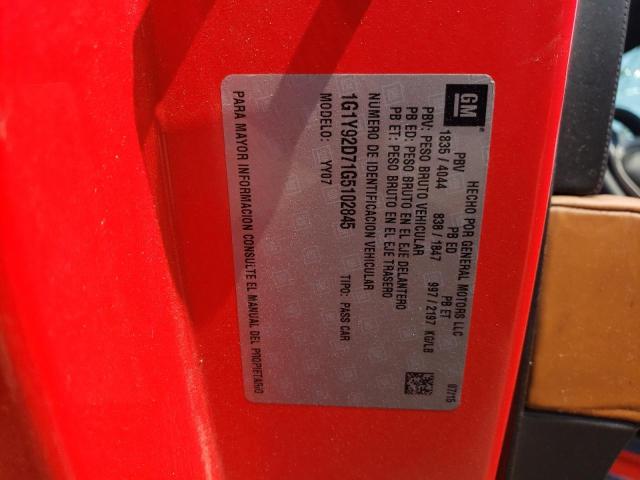 GM
HECHO POR GENERAL MOTORS LLC
07/15
PBV PB ED PB ET
1835 / 4044 838 / 1847 997 / 2197 KG/LB
PBV: PESO BRUTO VEHICULAR
PB ED: PESO BRUTO EN EL EJE DELANTERO
PB ET: PESO BRUTO EN EL EJE TRASERO
NUMERO DE IDENTIFICACION VEHICULAR
1G1Y92D71G5102845
MODELO: YY07 TIPO: PASS CAR
PARA MAYOR INFORMACION CONSULTE EL MANUAL DEL PROPIETARIO